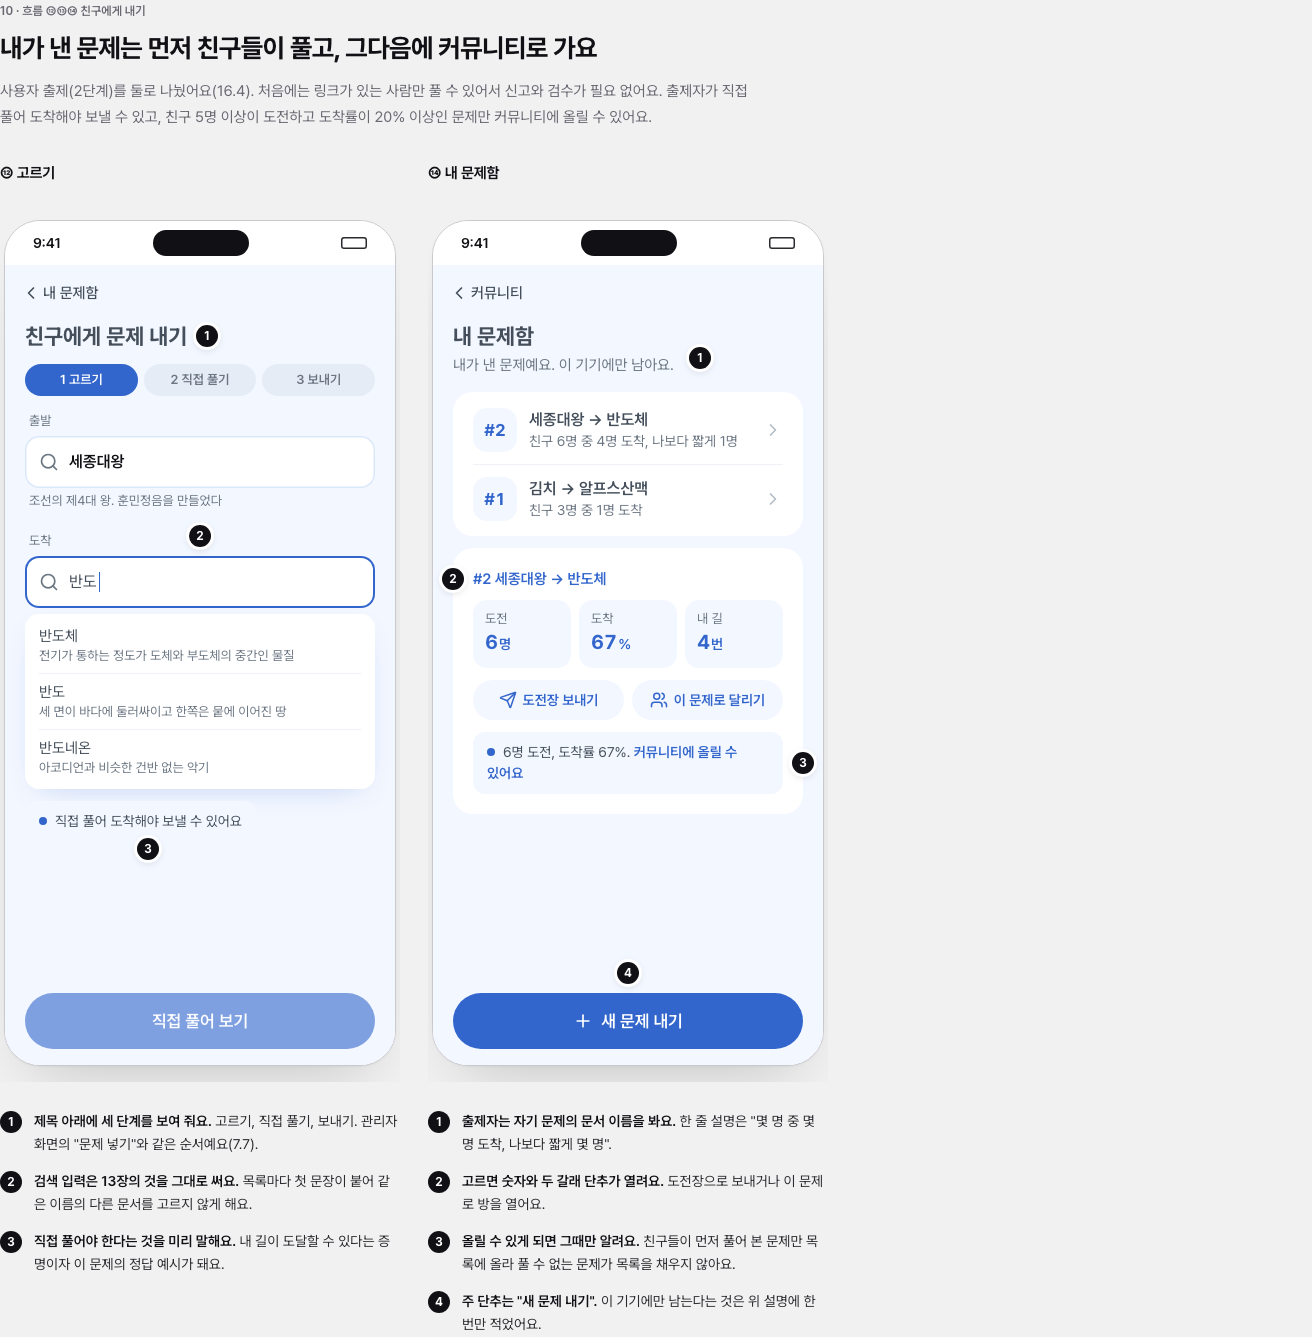 10 · 흐름 ⑫⑬⑭ 친구에게 내기
내가 낸 문제는 먼저 친구들이 풀고, 그다음에 커뮤니티로 가요
사용자 출제(2단계)를 둘로 나눴어요(16.4). 처음에는 링크가 있는 사람만 풀 수 있어서 신고와 검수가 필요 없어요. 출제자가 직접
풀어 도착해야 보낼 수 있고, 친구 5명 이상이 도전하고 도착률이 20% 이상인 문제만 커뮤니티에 올릴 수 있어요.
⑫ 고르기
9:41
내 문제함
친구에게 문제 내기 1
1 고르기 2 직접 풀기 3 보내기
출발
세종대왕
조선의 제4대 왕. 훈민정음을 만들었다
도착 2
반도
반도체
전기가 통하는 정도가 도체와 부도체의 중간인 물질
반도
세 면이 바다에 둘러싸이고 한쪽은 뭍에 이어진 땅
반도네온
아코디언과 비슷한 건반 없는 악기
직접 풀어 도착해야 보낼 수 있어요
3
직접 풀어 보기
1 제목 아래에 세 단계를 보여 줘요. 고르기, 직접 풀기, 보내기. 관리자
화면의 "문제 넣기"와 같은 순서예요(7.7).
2 검색 입력은 13장의 것을 그대로 써요. 목록마다 첫 문장이 붙어 같
은 이름의 다른 문서를 고르지 않게 해요.
3 직접 풀어야 한다는 것을 미리 말해요. 내 길이 도달할 수 있다는 증
명이자 이 문제의 정답 예시가 돼요.
⑭ 내 문제함
9:41
커뮤니티
내 문제함
내가 낸 문제예요. 이 기기에만 남아요. 1
#2 세종대왕 → 반도체
친구 6명 중 4명 도착, 나보다 짧게 1명
#1 김치 → 알프스산맥
친구 3명 중 1명 도착
2 #2 세종대왕 → 반도체
도전 도착 내 길
6명 67% 4번
도전장 보내기 이 문제로 달리기
6명 도전, 도착률 67%. 커뮤니티에 올릴 수
있어요
3
4
+ 새 문제 내기
1 출제자는 자기 문제의 문서 이름을 봐요. 한 줄 설명은 "몇 명 중 몇
명 도착, 나보다 짧게 몇 명".
2 고르면 숫자와 두 갈래 단추가 열려요. 도전장으로 보내거나 이 문제
로 방을 열어요.
3 올릴 수 있게 되면 그때만 알려요. 친구들이 먼저 풀어 본 문제만 목
록에 올라 풀 수 없는 문제가 목록을 채우지 않아요.
4 주 단추는 "새 문제 내기". 이 기기에만 남는다는 것은 위 설명에 한
번만 적었어요.